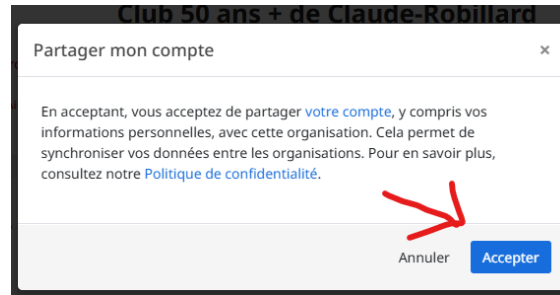 Club 50 ans + de Claude-Robillard
Partager mon compte
×
En acceptant, vous acceptez de partager votre compte, y compris vos
informations personnelles, avec cette organisation. Cela permet de
synchroniser vos données entre les organisations. Pour en savoir plus,
consultez notre Politique de confidentialité.
Annuler Accepter